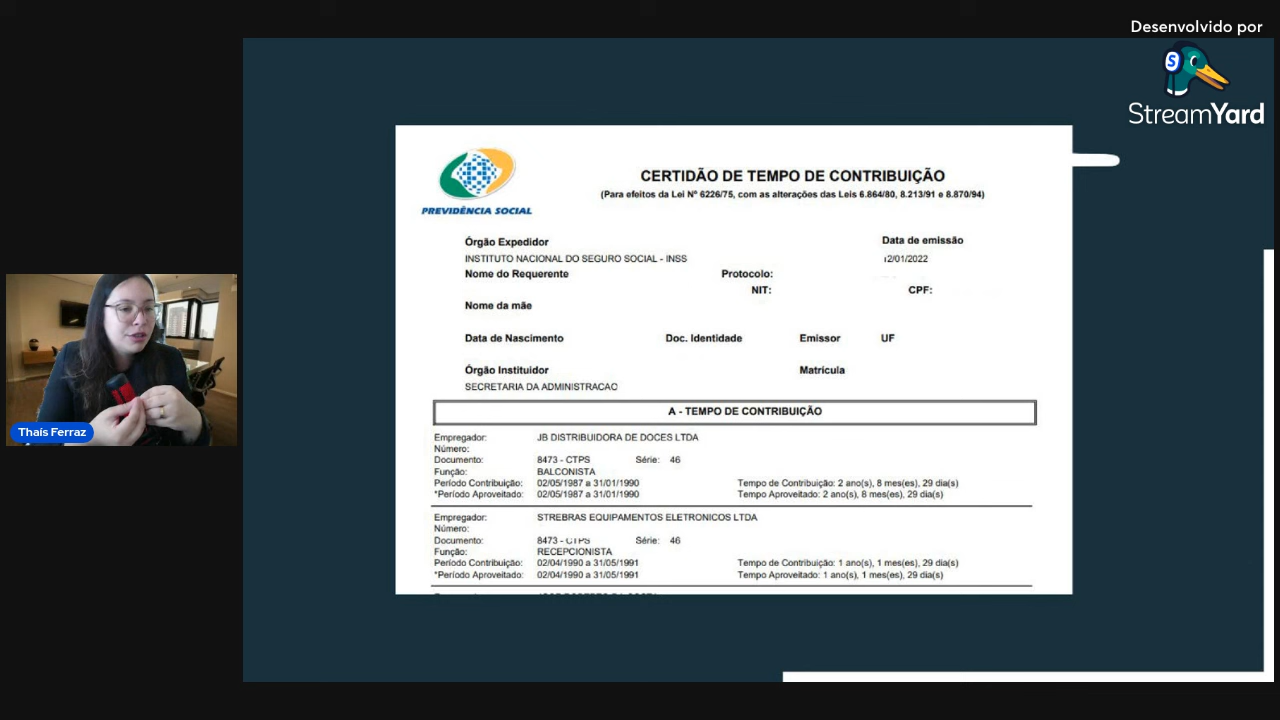 Desenvolvido por
StreamYard
PREVIDÊNCIA SOCIAL
CERTIDÃO DE TEMPO DE CONTRIBUIÇÃO
(Para efeitos da Lei Nº 6226/75, com as alterações das Leis 6.864/80, 8.213/91 e 8.870/94)
Órgão Expedidor Data de emissão
INSTITUTO NACIONAL DO SEGURO SOCIAL - INSS 12/01/2022
Nome do Requerente Protocolo:
NIT: CPF:
Nome da mãe
Data de Nascimento Doc. Identidade Emissor UF
Órgão Instituidor Matrícula
SECRETARIA DA ADMINISTRACAO
A - TEMPO DE CONTRIBUIÇÃO
Empregador: JB DISTRIBUIDORA DE DOCES LTDA
Número:
Documento: 8473 - CTPS Série: 46
Função: BALCONISTA
Período Contribuição: 02/05/1987 a 31/01/1990 Tempo de Contribuição: 2 ano(s), 8 mes(es), 29 dia(s)
*Período Aproveitado: 02/05/1987 a 31/01/1990 Tempo Aproveitado: 2 ano(s), 8 mes(es), 29 dia(s)
Empregador: STREBRAS EQUIPAMENTOS ELETRONICOS LTDA
Número:
Documento: 8473 - CTPS Série: 46
Função: RECEPCIONISTA
Período Contribuição: 02/04/1990 a 31/05/1991 Tempo de Contribuição: 1 ano(s), 1 mes(es), 29 dia(s)
*Período Aproveitado: 02/04/1990 a 31/05/1991 Tempo Aproveitado: 1 ano(s), 1 mes(es), 29 dia(s)
Thaís Ferraz